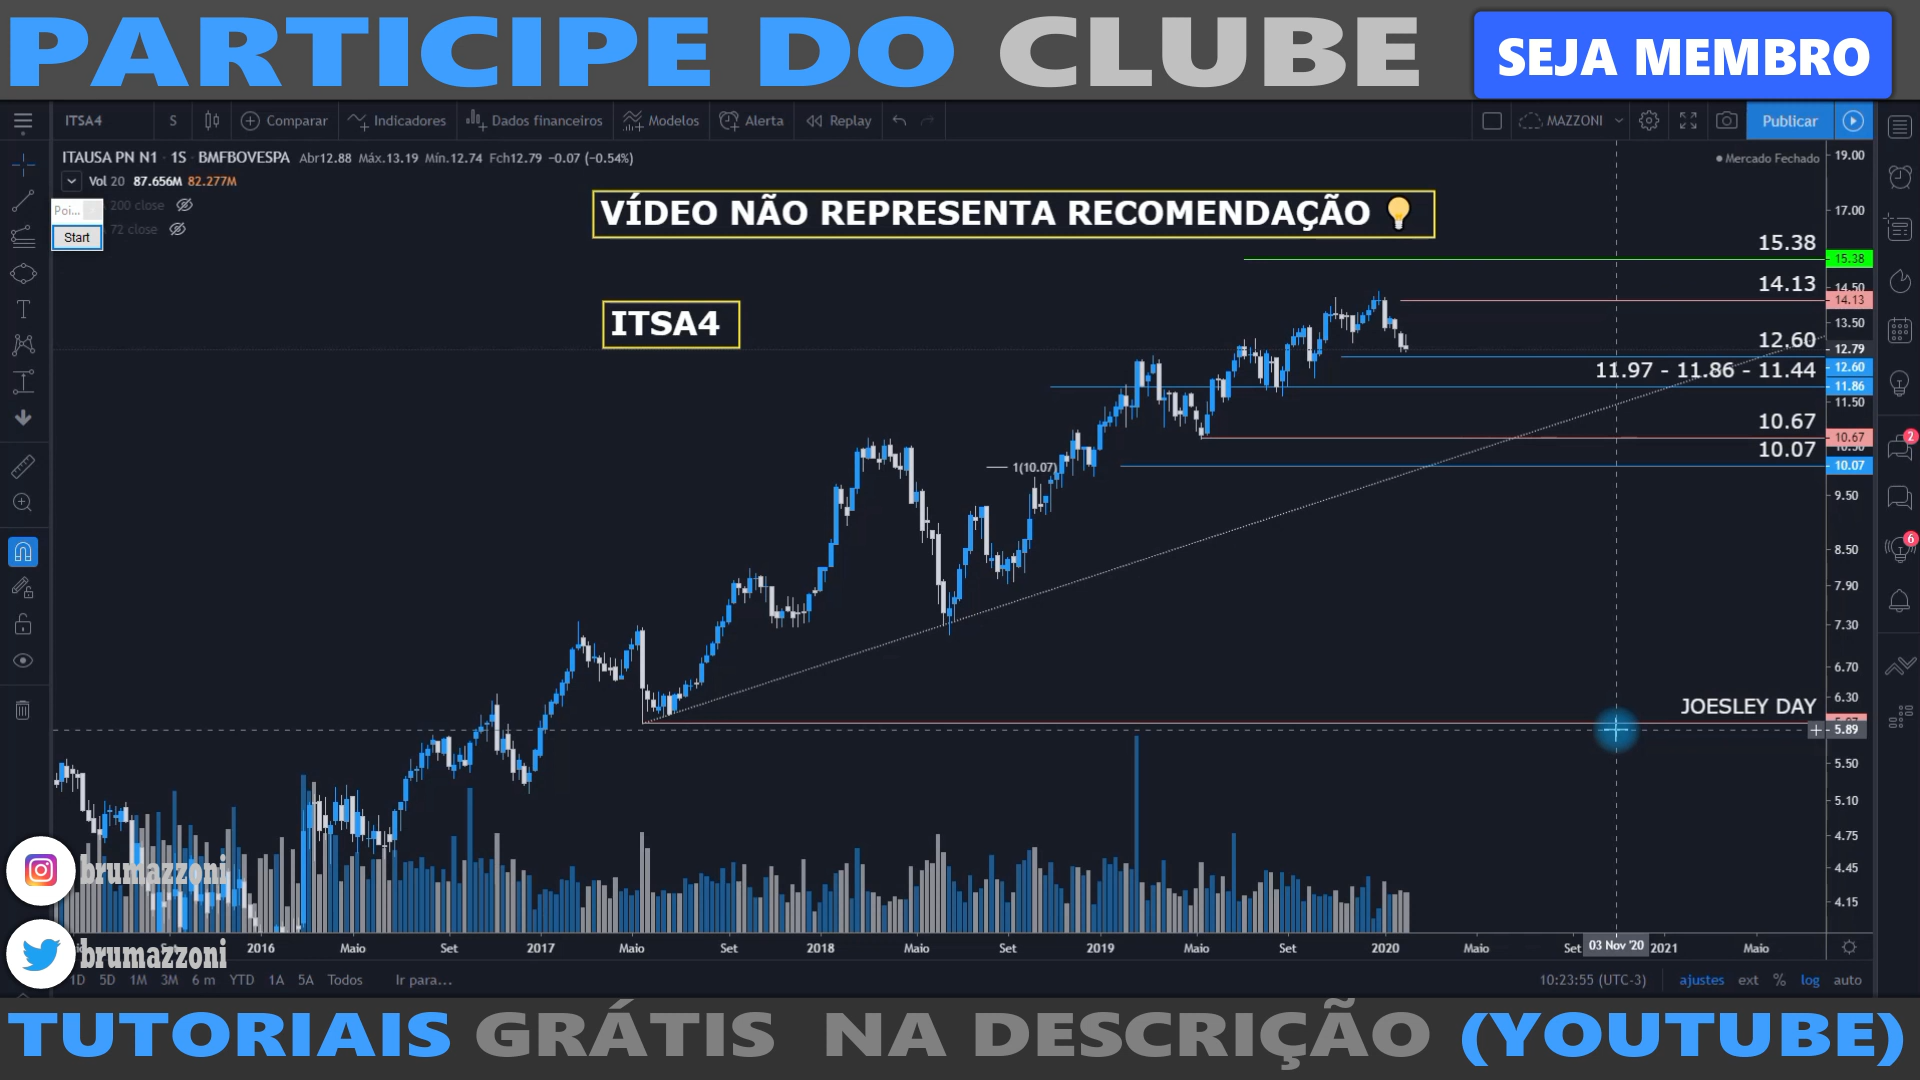 PARTICIPE DO CLUBE
SEJA MEMBRO
ITSA4 S Comparar Indicadores Dados financeiros Modelos Alerta Replay MAZZONI Publicar
ITAUSA PN N1 · 1S · BMFBOVESPA Abr12.88 Máx.13.19 Mín.12.74 Fch12.79 −0.07 (−0.54%)
Mercado Fechado
Vol 20 87.656M 82.277M
200 close
72 close
Poi...
Start
VÍDEO NÃO REPRESENTA RECOMENDAÇÃO
ITSA4
15.38
14.13
12.60
11.97 - 11.86 - 11.44
10.67
10.07
1(10.07)
JOESLEY DAY
19.00
17.00
15.38
14.50
14.13
13.50
12.79
12.60
11.86
11.50
10.67
10.07
9.50
8.50
7.90
7.30
6.70
6.30
5.89
5.50
5.10
4.75
4.45
4.15
2
6
brumazzoni
brumazzoni
2016 Maio Set 2017 Maio Set 2018 Maio Set 2019 Maio Set 2020 Maio Set 03 Nov '20 2021 Maio
1D 5D 1M 3M 6 m YTD 1A 5A Todos Ir para...
10:23:55 (UTC-3) ajustes ext % log auto
TUTORIAIS GRÁTIS NA DESCRIÇÃO (YOUTUBE)